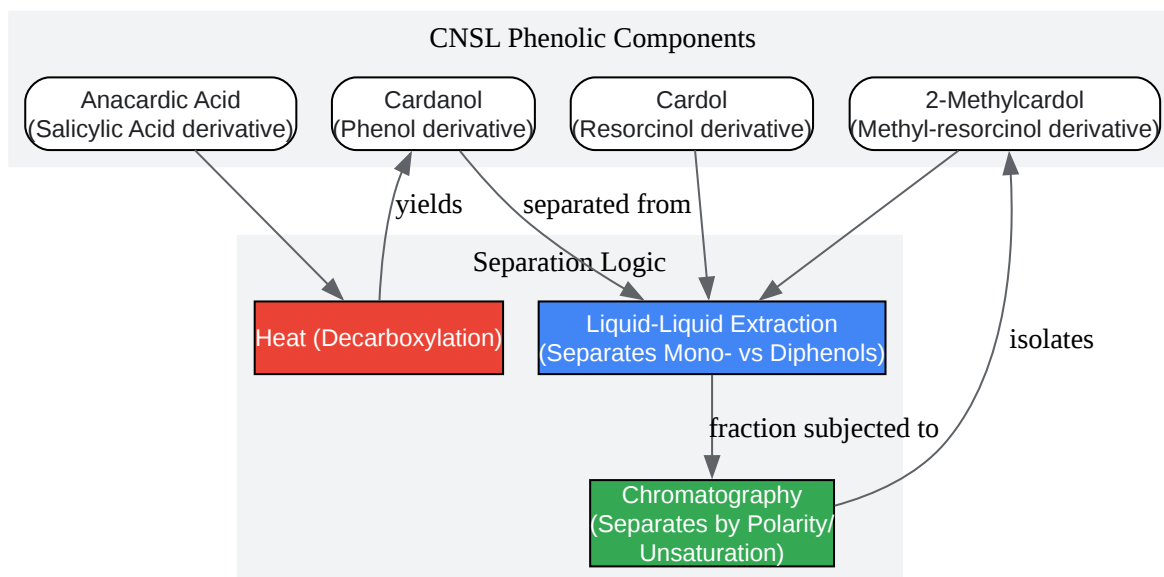 CNSL Phenolic Components
Anacardic Acid
(Salicylic Acid derivative)
Cardanol
(Phenol derivative)
Cardol
(Resorcinol derivative)
2-Methylcardol
(Methyl-resorcinol derivative)
yields
separated from
Separation Logic
Heat (Decarboxylation)
Liquid-Liquid Extraction
(Separates Mono- vs Diphenols)
isolates
fraction subjected to
Chromatography
(Separates by Polarity/
Unsaturation)